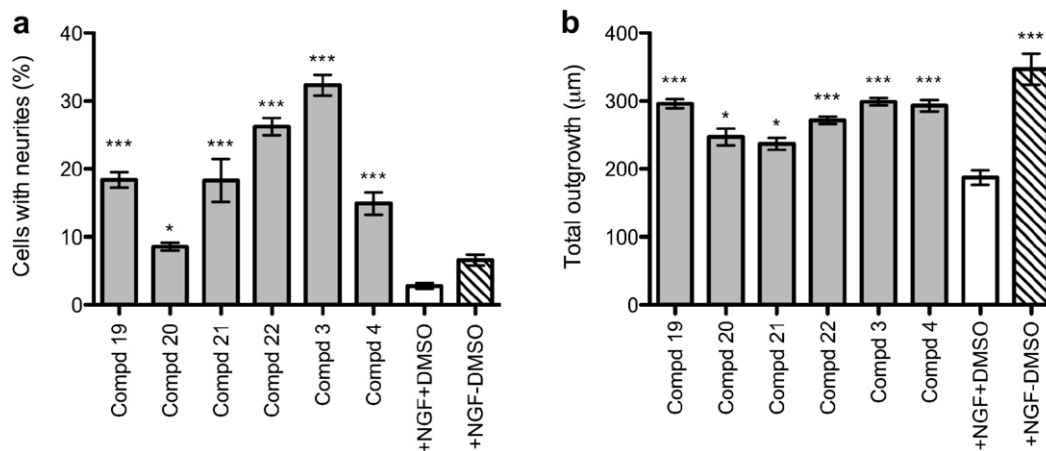 a
Cells with neurites (%)
40
30
20
10
0
***
*
***
***
***
***
Compd 19
Compd 20
Compd 21
Compd 22
Compd 3
Compd 4
+NGF+DMSO
+NGF-DMSO
b
Total outgrowth (μm)
400
300
200
100
0
***
*
*
***
***
***
***
Compd 19
Compd 20
Compd 21
Compd 22
Compd 3
Compd 4
+NGF+DMSO
+NGF-DMSO